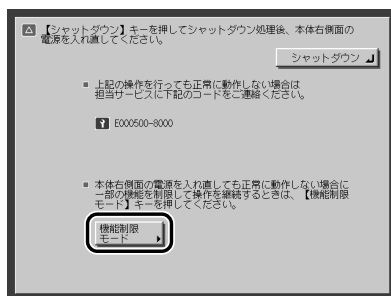 【シャットダウン】キーを押してシャットダウン処理後、本体右側面の
電源を入れ直してください。
シャットダウン
■ 上記の操作を行っても正常に動作しない場合は
担当サービスに下記のコードをご連絡ください。
E000500-8000
■ 本体右側面の電源を入れ直しても正常に動作しない場合に
一部の機能を制限して操作を継続するときは、【機能制限
モード】キーを押してください。
機能制限
モード